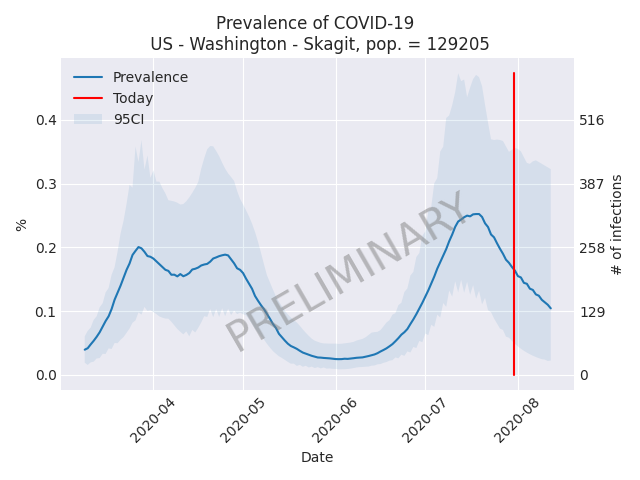 Prevalence of COVID-19
US - Washington - Skagit, pop. = 129205
Prevalence
Today
95CI
0.4
0.3
0.2
0.1
0.0
%
516
387
258
129
0
# of infections
PRELIMINARY
2020-04
2020-05
2020-06
2020-07
2020-08
Date